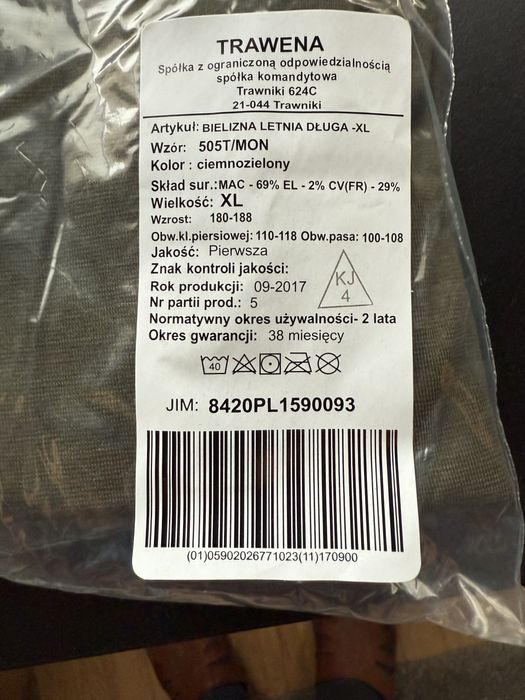 TRAWENA
Spółka z ograniczoną odpowiedzialnością
spółka komandytowa
Trawniki 624C
21-044 Trawniki
Artykuł: BIELIZNA LETNIA DŁUGA -XL
Wzór: 505T/MON
Kolor : ciemnozielony
Skład sur.:MAC - 69% EL - 2% CV(FR) - 29%
Wielkość: XL
Wzrost: 180-188
Obw.kl.piersiowej: 110-118 Obw.pasa: 100-108
Jakość: Pierwsza
Znak kontroli jakości:
KJ
4
Rok produkcji: 09-2017
Nr partii prod.: 5
Normatywny okres używalności- 2 lata
Okres gwarancji: 38 miesięcy
40
JIM: 8420PL1590093
(01)05902026771023(11)170900